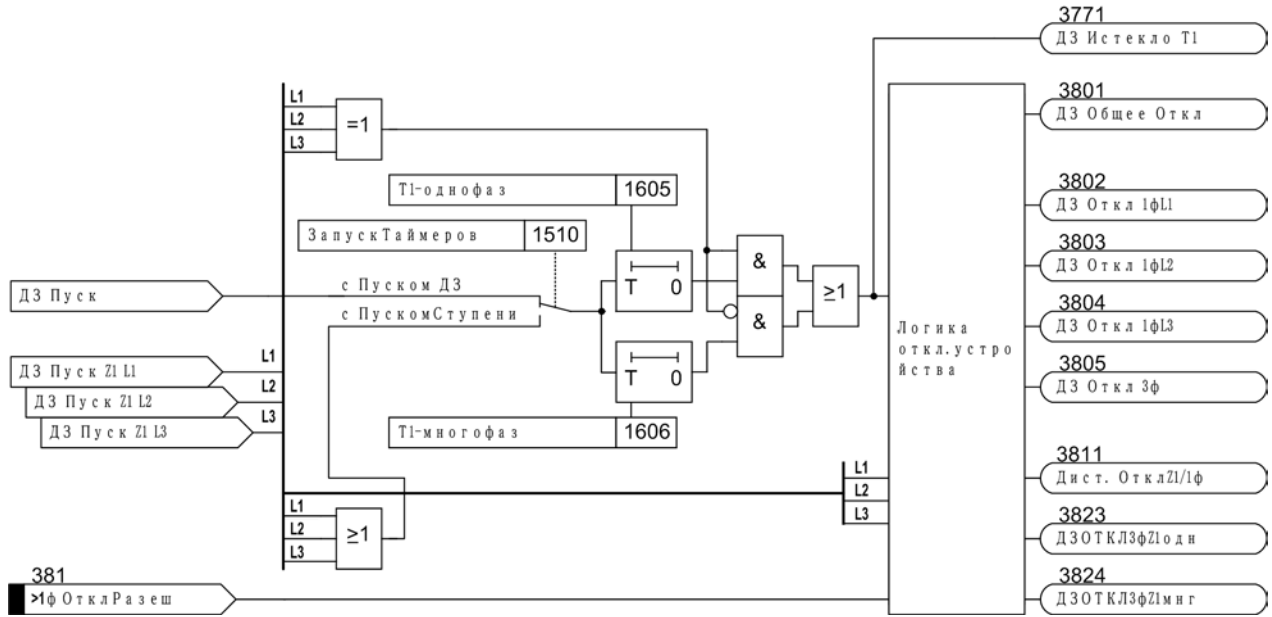 3771
ДЗ Истекло T1
L1
L2
L3
=1
3801
ДЗ Общее Откл
T1-однофаз 1605
3802
ДЗ Откл 1фL1
ЗапускТаймеров 1510
3803
ДЗ Откл 1фL2
T 0
&
ДЗ Пуск
с Пуском ДЗ
с ПускомСтупени
≥1
&
3804
ДЗ Откл 1фL3
Логика
откл.устро
йства
L1
ДЗ Пуск Z1 L1
L2
ДЗ Пуск Z1 L2
L3
ДЗ Пуск Z1 L3
T 0
3805
ДЗ Откл 3ф
T1-многофаз 1606
L1
L2
L3
3811
Дист. ОтклZ1/1ф
L1
L2
L3
≥1
3823
ДЗОТКЛ3фZ1одн
381
>1ф ОтклРазеш
3824
ДЗОТКЛ3фZ1мнг